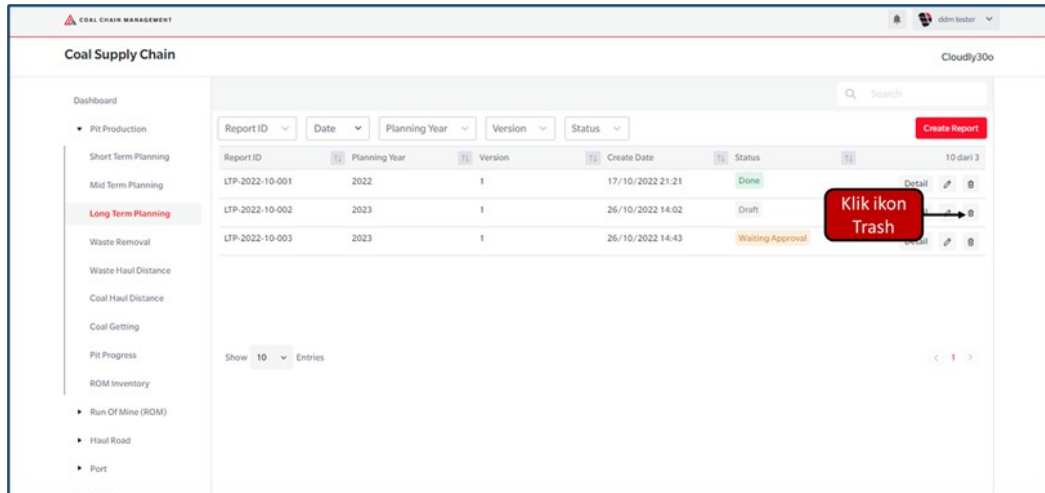 COAL CHAIN MANAGEMENT
ddm tester
Coal Supply Chain
Cloudly30o
Search
Dashboard
Pit Production
Short Term Planning
Mid Term Planning
Long Term Planning
Waste Removal
Waste Haul Distance
Coal Haul Distance
Coal Getting
Pit Progress
ROM Inventory
Run Of Mine (ROM)
Haul Road
Port
Report ID Date Planning Year Version Status Create Report
Report ID Planning Year Version Create Date Status 10 dari 3
LTP-2022-10-001 2022 1 17/10/2022 21:21 Done Detail
LTP-2022-10-002 2023 1 26/10/2022 14:02 Draft
LTP-2022-10-003 2023 1 26/10/2022 14:43 Waiting Approval Detail
Klik ikon
Trash
Show 10 Entries
1